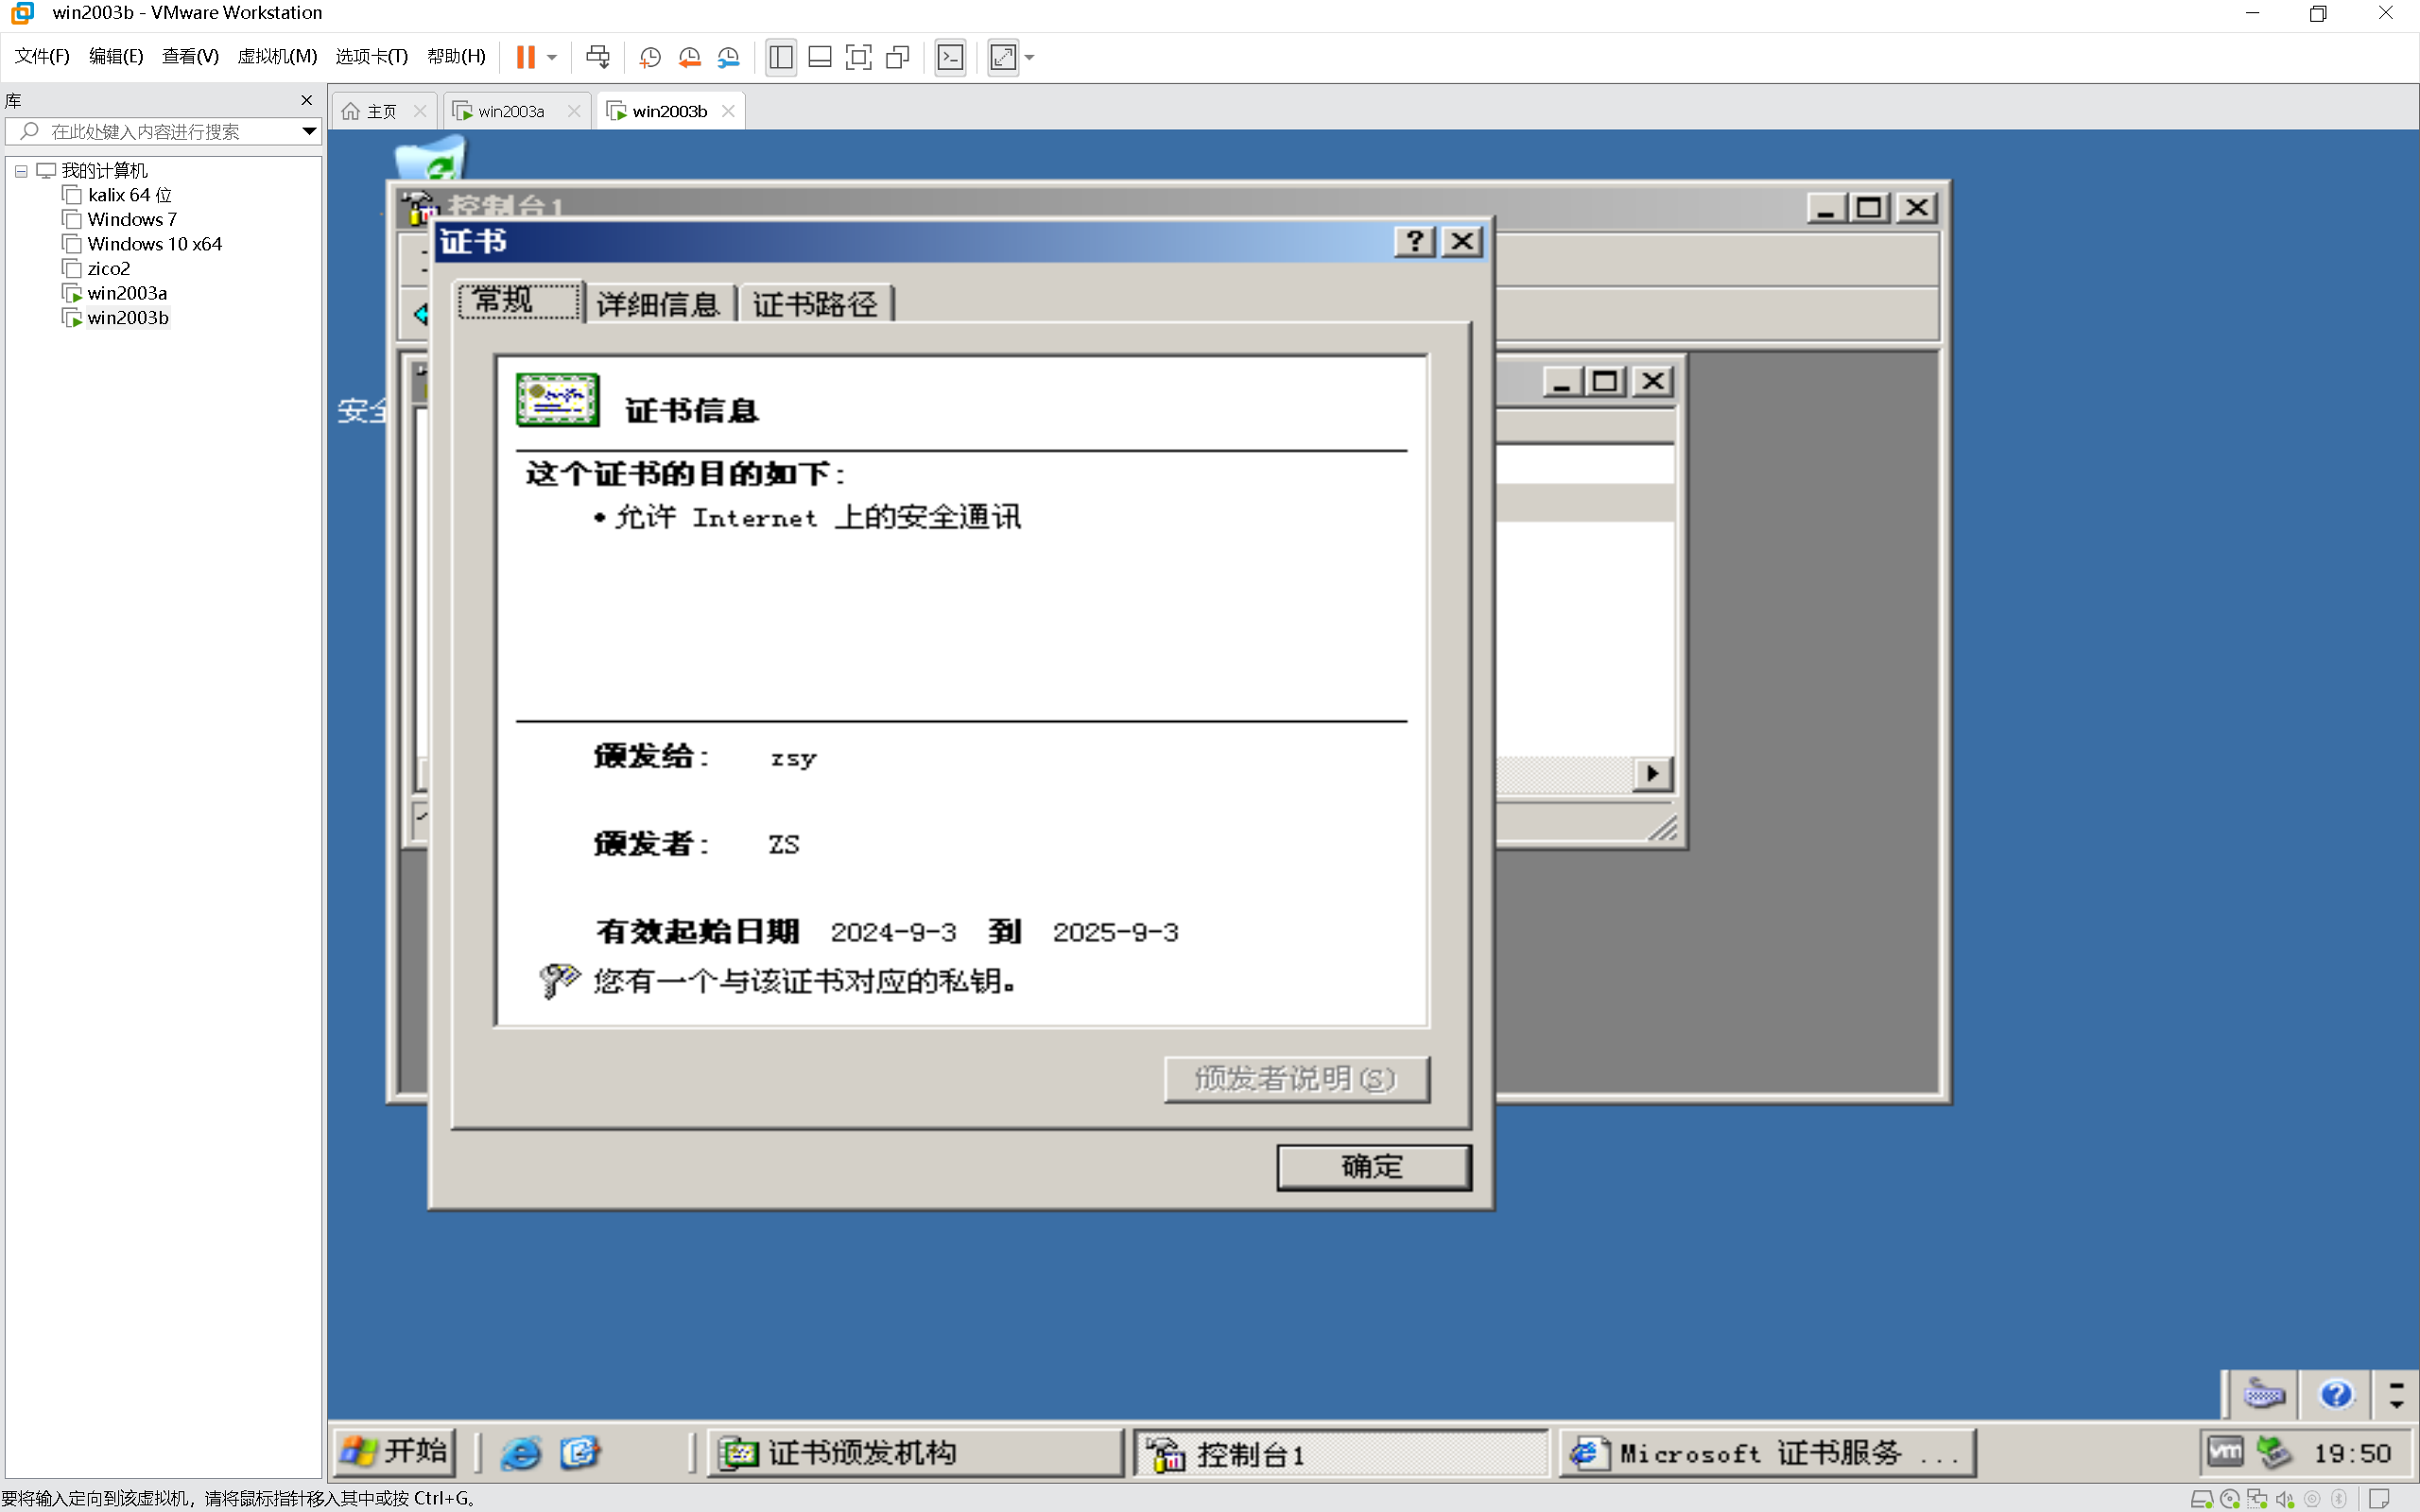 win2003b - VMware Workstation
文件(F) 编辑(E) 查看(V) 虚拟机(M) 选项卡(T) 帮助(H)
库
在此处键入内容进行搜索
我的计算机
kalix 64 位
Windows 7
Windows 10 x64
zico2
win2003a
win2003b
主页 win2003a win2003b
安全
控制台1
证书
常规 详细信息 证书路径
证书信息
这个证书的目的如下:
•允许 Internet 上的安全通讯
颁发给: zsy
颁发者: ZS
有效起始日期 2024-9-3 到 2025-9-3
您有一个与该证书对应的私钥。
颁发者说明(S)
确定
开始 证书颁发机构 控制台1 Microsoft 证书服务 ... vm 19:50
要将输入定向到该虚拟机，请将鼠标指针移入其中或按 Ctrl+G。